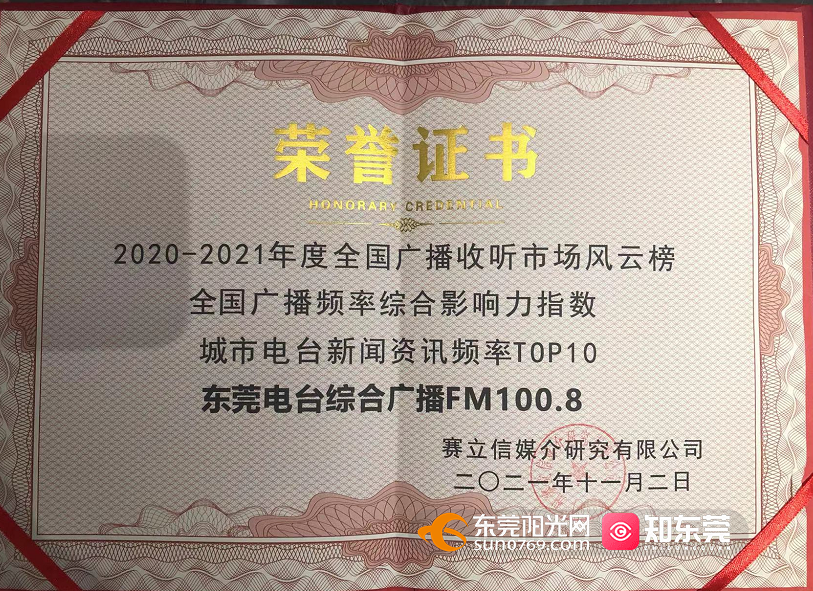 荣誉证书
HONORARY CREDENTIAL
2020-2021年度全国广播收听市场风云榜
全国广播频率综合影响力指数
城市电台新闻资讯频率TOP10
东莞电台综合广播FM100.8
赛立信媒介研究有限公司
二〇二一年十一月二日
东莞阳光网 知东莞
sun0769.com